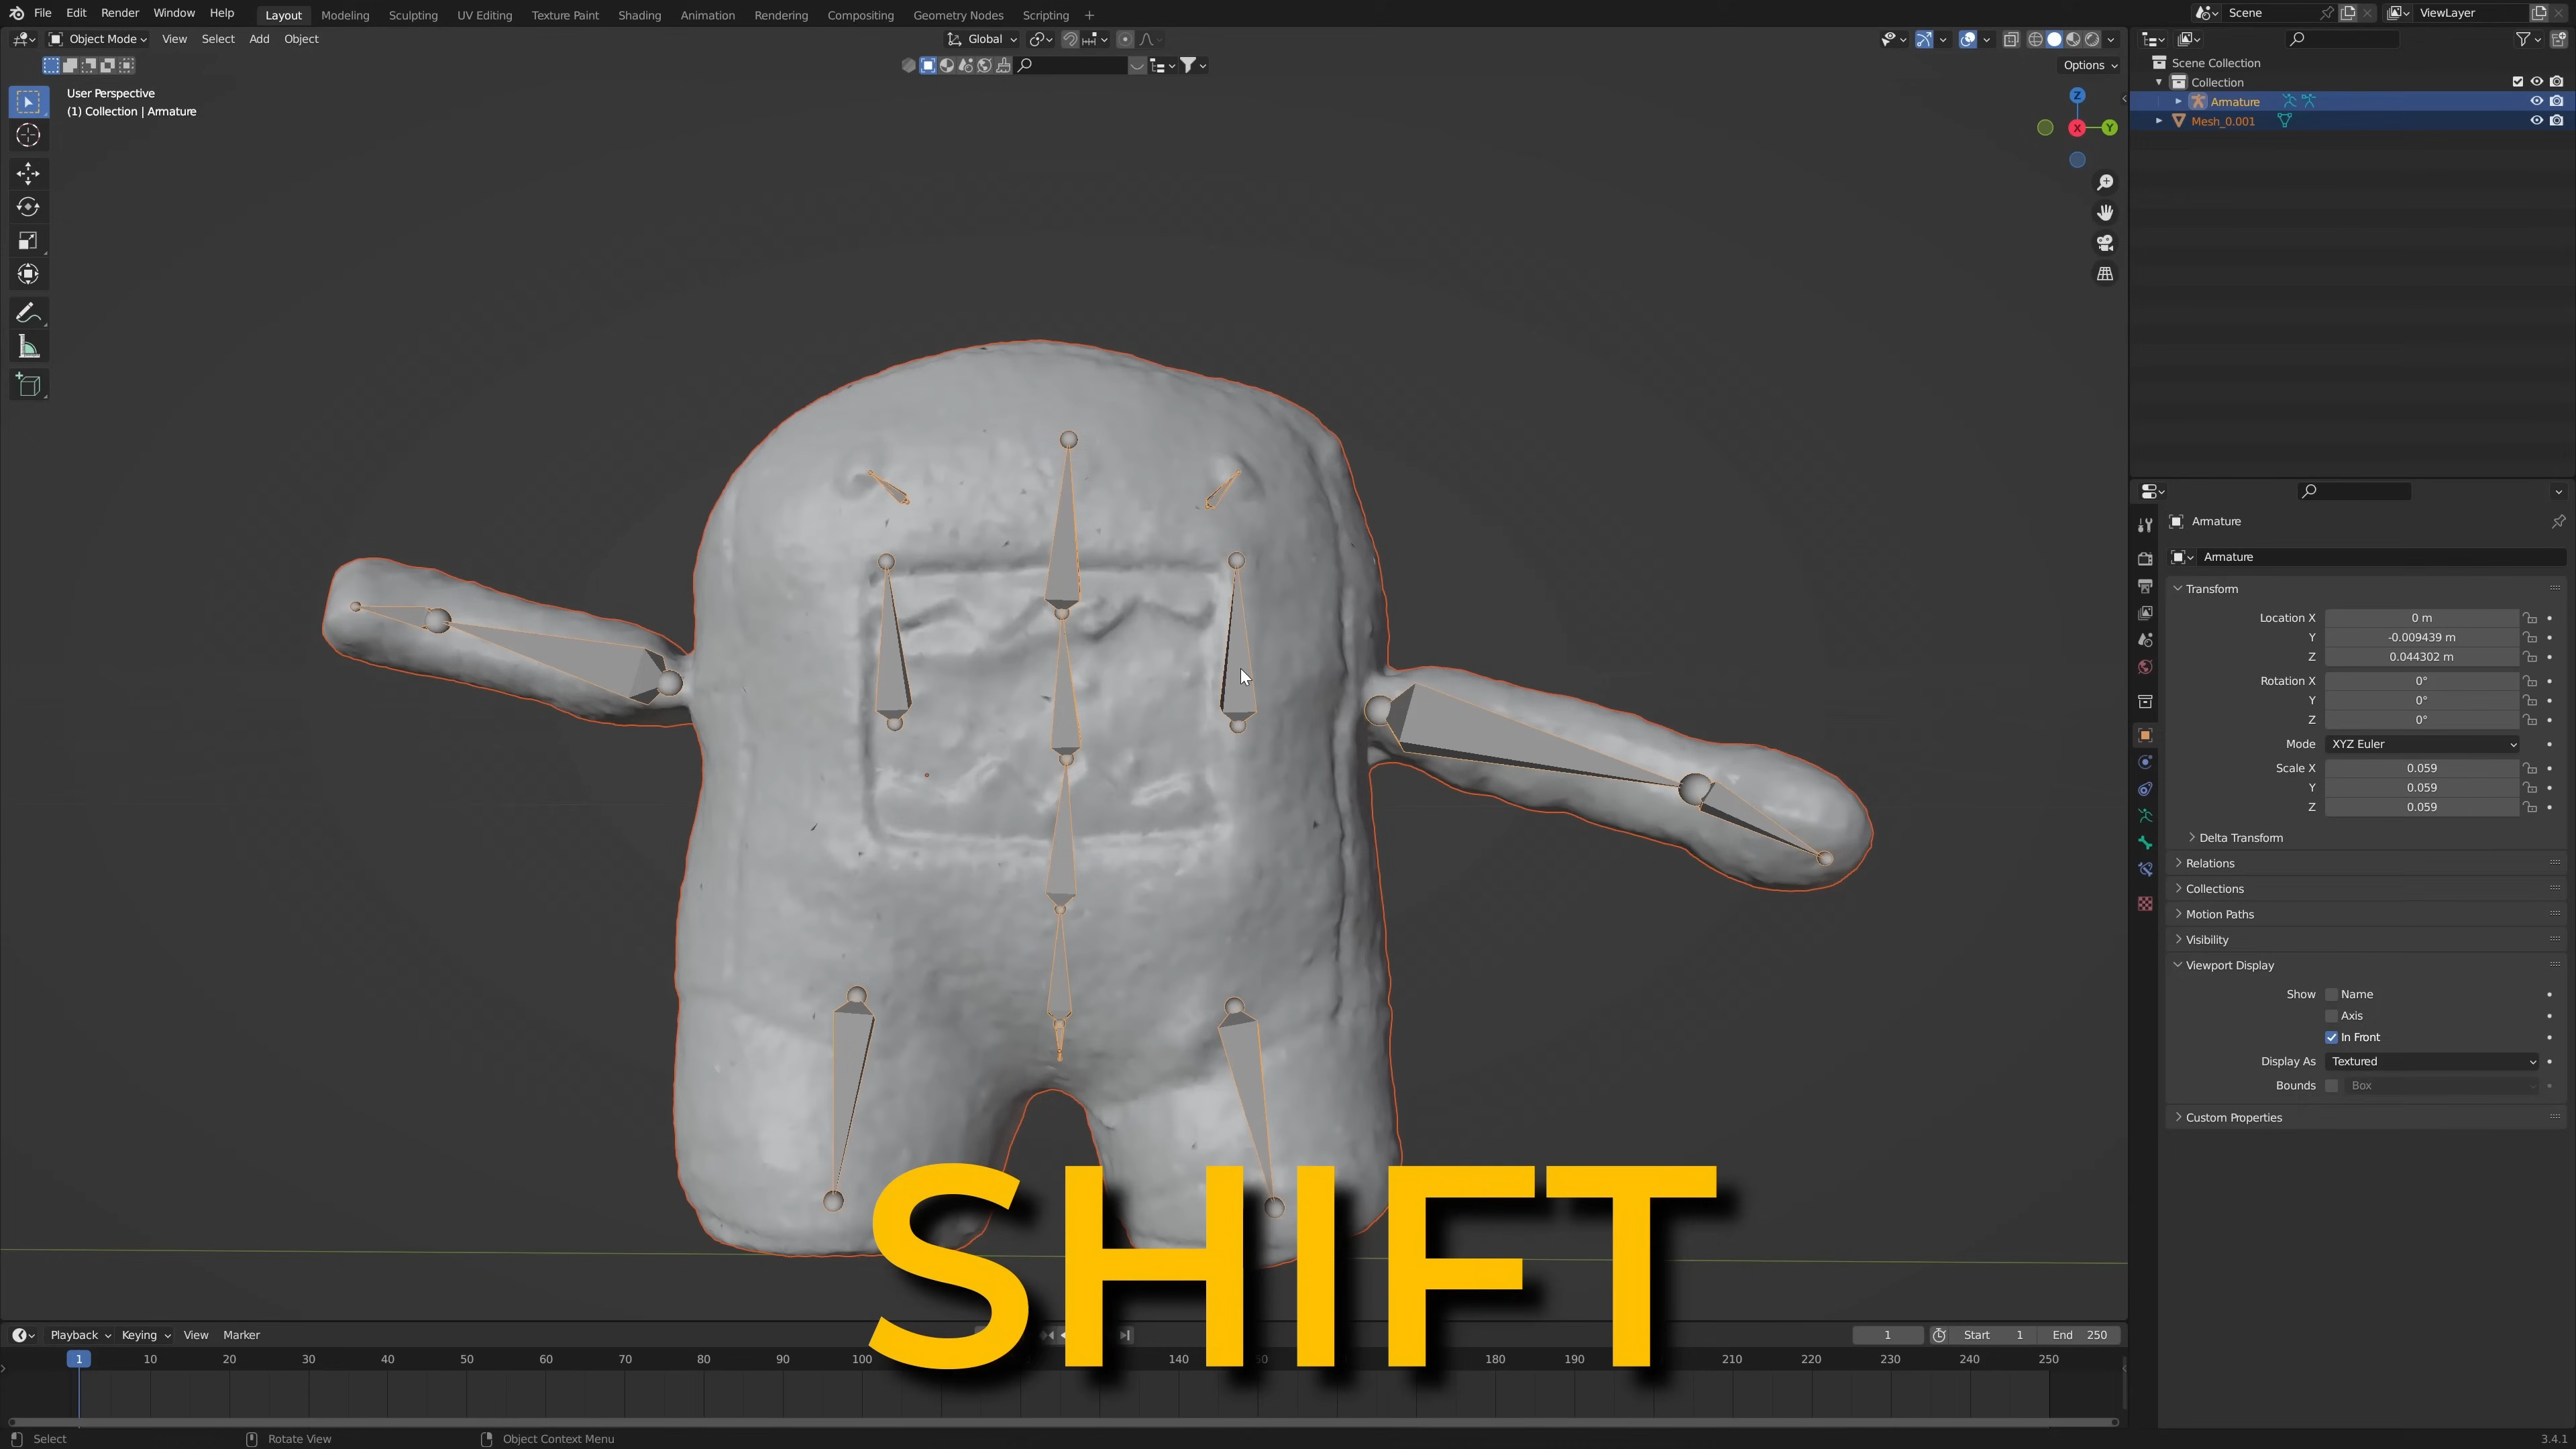 File Edit Render Window Help Layout Modeling Sculpting UV Editing Texture Paint Shading Animation Rendering Compositing Geometry Nodes Scripting + Scene ViewLayer
Object Mode View Select Add Object Global
Options
User Perspective
(1) Collection | Armature
Z
X
Y
Scene Collection
Collection
Armature
Mesh_0.001
Armature
Armature
Transform
Location X 0 m
Y -0.009439 m
Z 0.044302 m
Rotation X 0°
Y 0°
Z 0°
Mode XYZ Euler
Scale X 0.059
Y 0.059
Z 0.059
Delta Transform
Relations
Collections
Motion Paths
Visibility
Viewport Display
Show Name
Axis
In Front
Display As Textured
Bounds Box
Custom Properties
SHIFT
Playback Keying View Marker 1 Start 1 End 250
1 10 20 30 40 50 60 70 80 90 100 140 180 190 210 220 230 240 250
Select Rotate View Object Context Menu 3.4.1